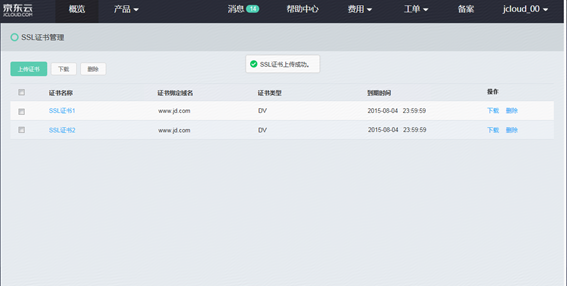 京东云
JCLOUD.COM
概览 产品 消息 14 帮助中心 费用 工单 备案 jcloud_00
SSL证书管理
上传证书 下载 删除
SSL证书上传成功。
证书名称 证书绑定域名 证书类型 到期时间 操作
SSL证书1 www.jd.com DV 2015-08-04 23:59:59 下载 删除
SSL证书2 www.jd.com DV 2015-08-04 23:59:59 下载 删除